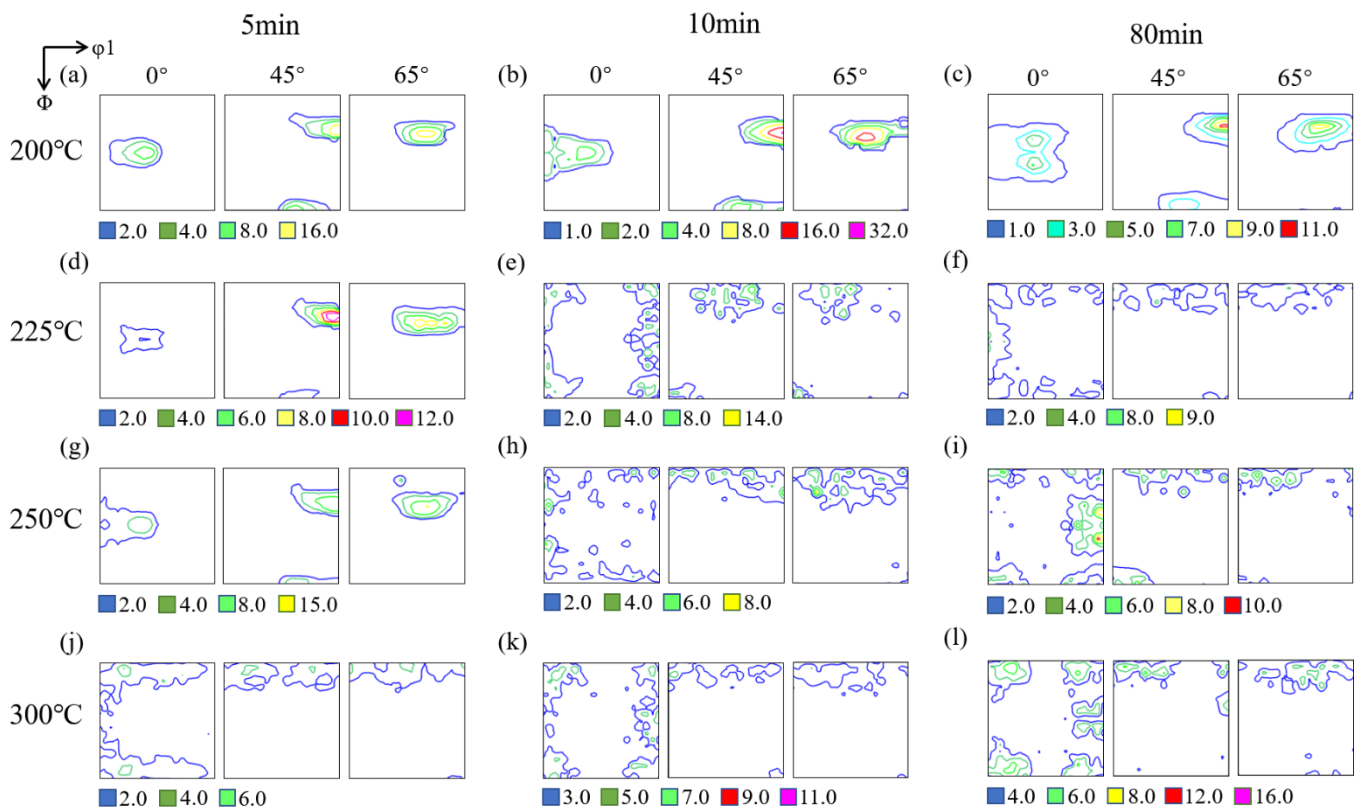 5min 10min 80min
φ1
Φ
(a) 0° 45° 65° (b) 0° 45° 65° (c) 0° 45° 65°
200℃
2.0 4.0 8.0 16.0 1.0 2.0 4.0 8.0 16.0 32.0 1.0 3.0 5.0 7.0 9.0 11.0
(d) (e) (f)
225℃
2.0 4.0 6.0 8.0 10.0 12.0 2.0 4.0 8.0 14.0 2.0 4.0 8.0 9.0
(g) (h) (i)
250℃
2.0 4.0 8.0 15.0 2.0 4.0 6.0 8.0 2.0 4.0 6.0 8.0 10.0
(j) (k) (l)
300℃
2.0 4.0 6.0 3.0 5.0 7.0 9.0 11.0 4.0 6.0 8.0 12.0 16.0